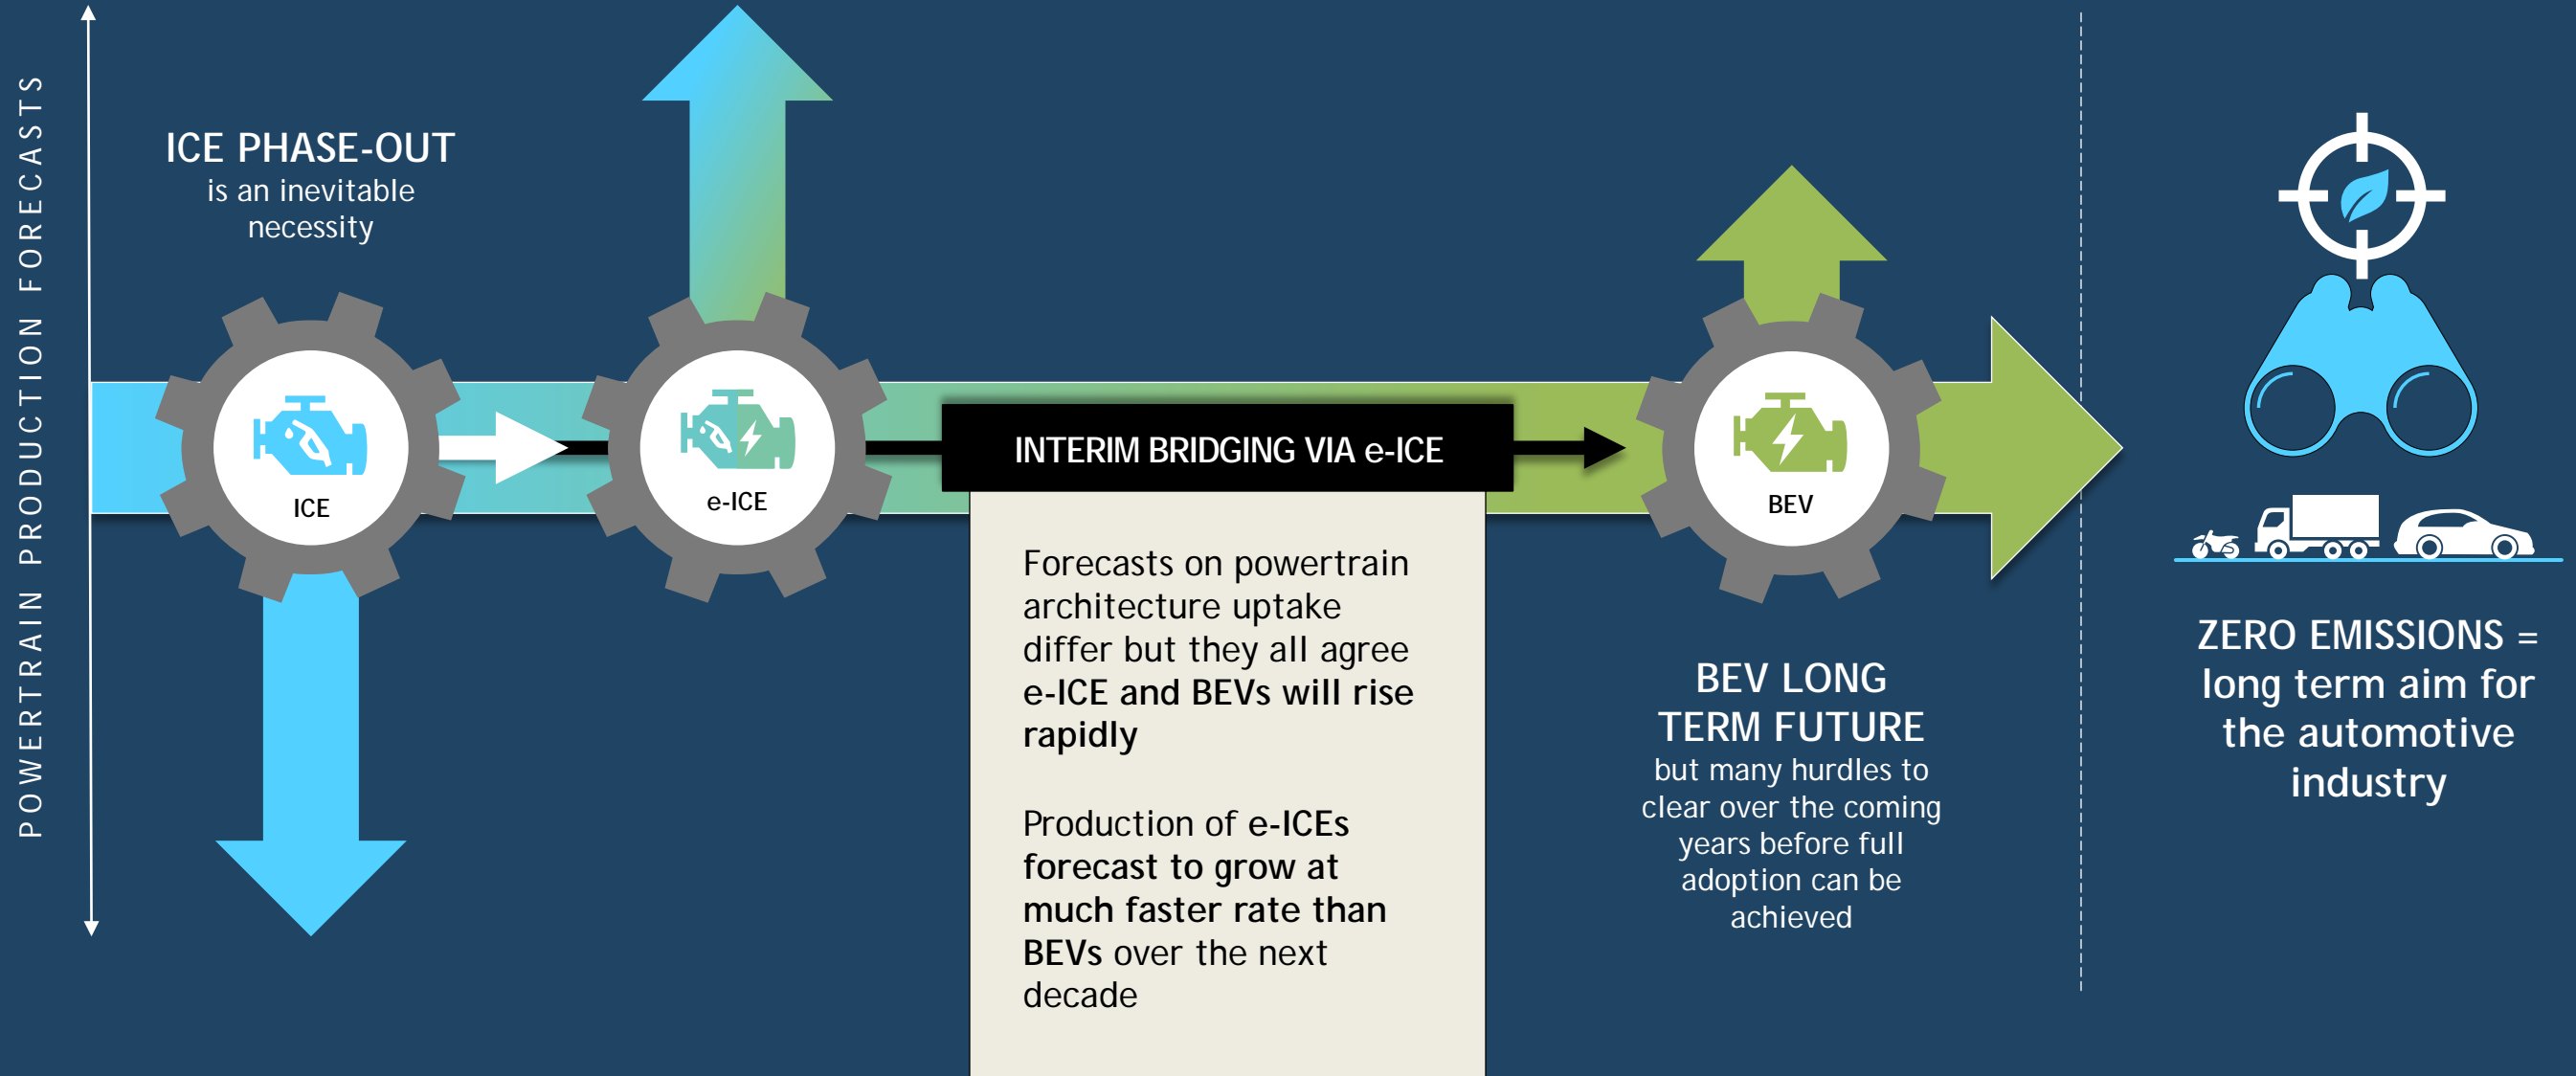 POWERTRAIN PRODUCTION FORECASTS
ICE PHASE-OUT
is an inevitable
necessity
ICE
e-ICE
INTERIM BRIDGING VIA e-ICE
Forecasts on powertrain
architecture uptake
differ but they all agree
e-ICE and BEVs will rise
rapidly
Production of e-ICEs
forecast to grow at
much faster rate than
BEVs over the next
decade
BEV
BEV LONG
TERM FUTURE
but many hurdles to
clear over the coming
years before full
adoption can be
achieved
ZERO EMISSIONS =
long term aim for
the automotive
industry